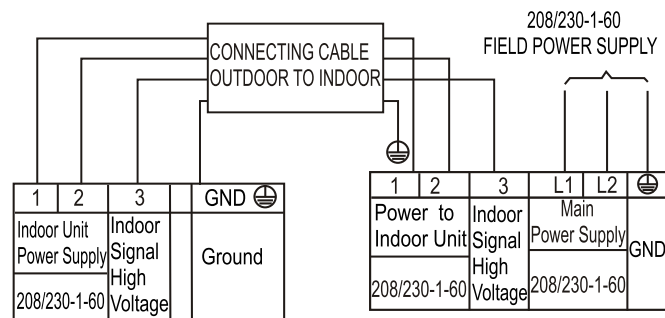 208/230-1-60
FIELD POWER SUPPLY
CONNECTING CABLE
OUTDOOR TO INDOOR
1 2 3 GND
Indoor Unit
Power Supply
208/230-1-60
Indoor
Signal
High
Voltage
Ground
1 2 3 L1 L2
Power to
Indoor Unit
208/230-1-60
Indoor
Signal
High
Voltage
Main
Power Supply
208/230-1-60
GND